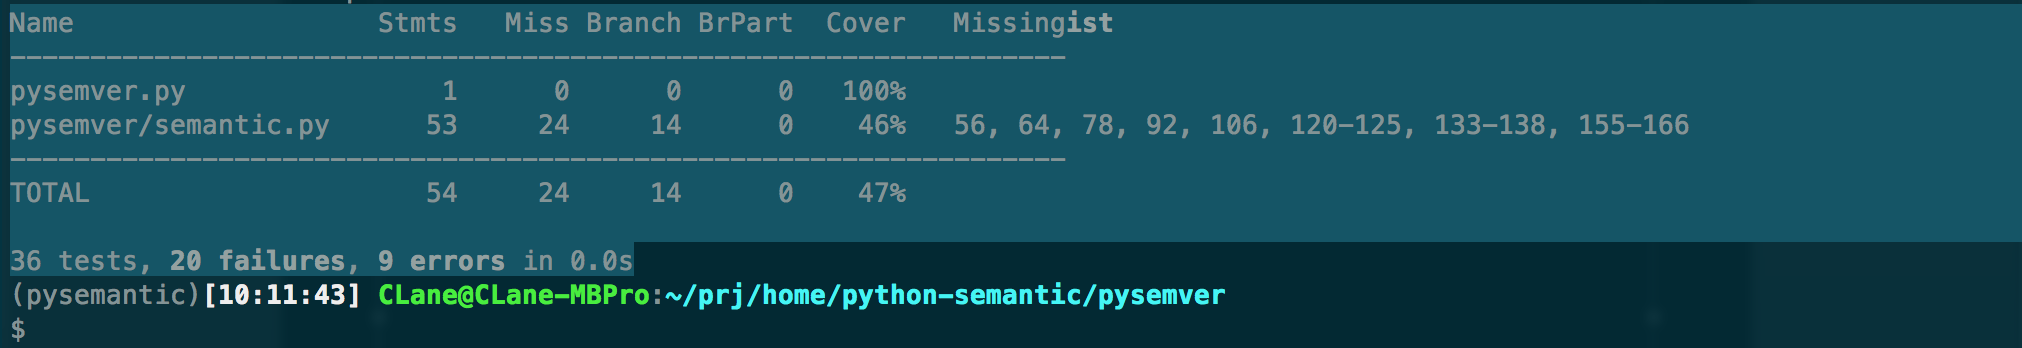 Name                   Stmts   Miss Branch BrPart  Cover   Missingist
------------------------------------------------------------------
pysemver.py                1      0      0      0   100%
pysemver/semantic.py      53     24     14      0    46%   56, 64, 78, 92, 106, 120-125, 133-138, 155-166
------------------------------------------------------------------
TOTAL                     54     24     14      0    47%
36 tests, 20 failures, 9 errors in 0.0s
(pysemantic)[10:11:43] CLane@CLane-MBPro:~/prj/home/python-semantic/pysemver
$